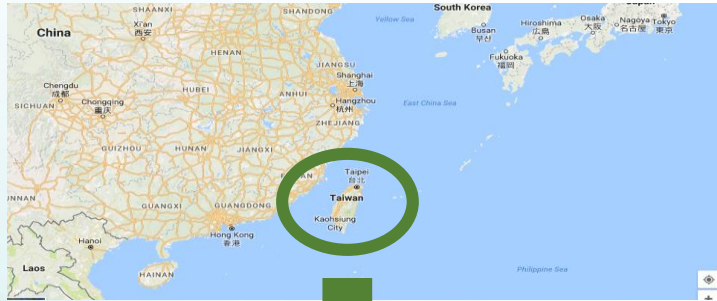 SHAANXI
SHANDONG
South Korea
Japan
Yellow Sea
Xi'an
西安
China
Busan
부산
Hiroshima
広島
Osaka
大阪
Nagoya
名古屋
Tokyo
東京
HENAN
JIANGSU
Fukuoka
福岡
Chengdu
成都
HUBEI
ANHUI
Shanghai
上海
SICHUAN
Chongqing
重庆
Hangzhou
杭州
East China Sea
ZHEJIANG
GUIZHOU
HUNAN
JIANGXI
Taipei
台北
Taiwan
GUANGXI
GUANGDONG
Kaohsiung
City
Hong Kong
香港
Hanoi
Laos
HAINAN
Philippine Sea